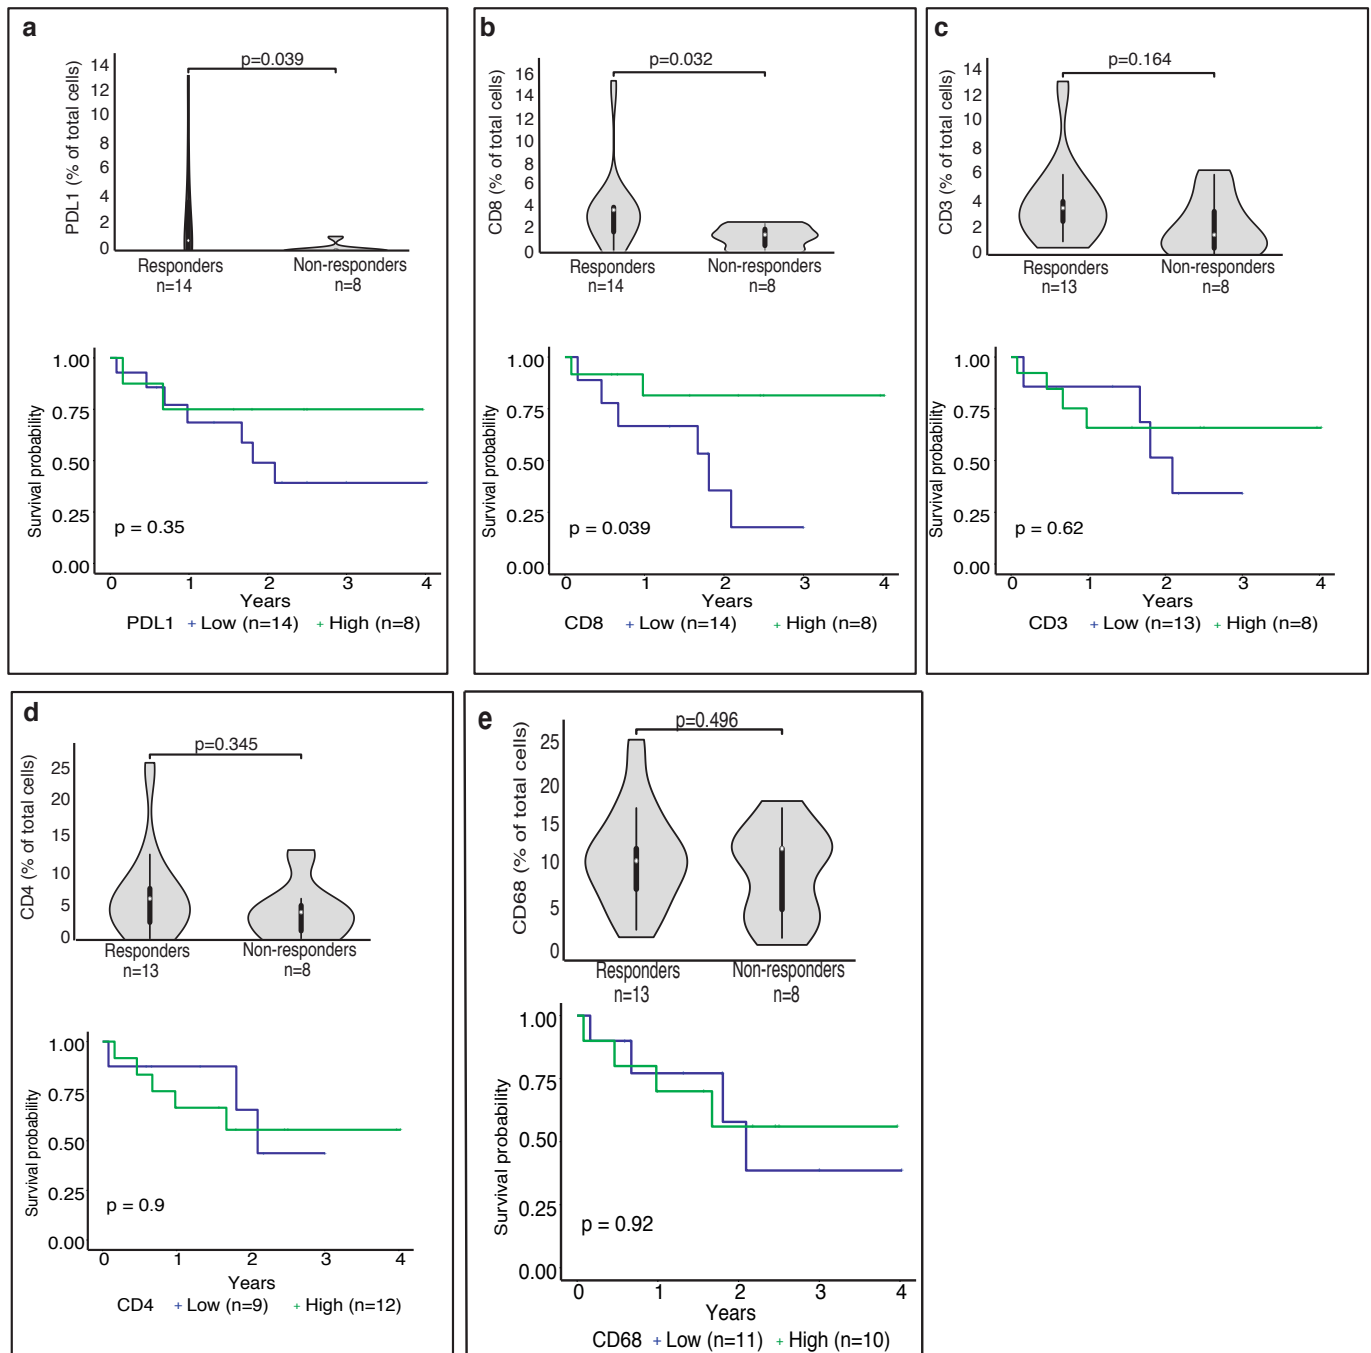 a
PDL1 (% of total cells)
14
12
10
8
6
4
2
0
p=0.039
Responders
n=14
Non-responders
n=8
Survival probability
1.00
0.75
0.50
0.25
0.00
p = 0.35
0 1 2 3 4
Years
PDL1 + Low (n=14) + High (n=8)
b
CD8 (% of total cells)
16
14
12
10
8
6
4
2
0
p=0.032
Responders
n=14
Non-responders
n=8
Survival probability
1.00
0.75
0.50
0.25
0.00
p = 0.039
0 1 2 3 4
Years
CD8 + Low (n=14) + High (n=8)
c
CD3 (% of total cells)
14
12
10
8
6
4
2
0
p=0.164
Responders
n=13
Non-responders
n=8
Survival probability
1.00
0.75
0.50
0.25
0.00
p = 0.62
0 1 2 3 4
Years
CD3 + Low (n=13) + High (n=8)
d
CD4 (% of total cells)
25
20
15
10
5
0
p=0.345
Responders
n=13
Non-responders
n=8
Survival probability
1.00
0.75
0.50
0.25
0.00
p = 0.9
0 1 2 3 4
Years
CD4 + Low (n=9) + High (n=12)
e
CD68 (% of total cells)
25
20
15
10
5
0
p=0.496
Responders
n=13
Non-responders
n=8
Survival probability
1.00
0.75
0.50
0.25
0.00
p = 0.92
0 1 2 3 4
Years
CD68 + Low (n=11) + High (n=10)